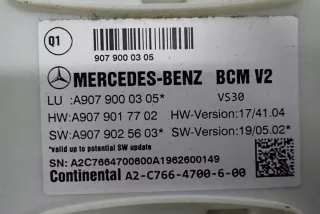 Q1
907 900 03 05
MERCEDES-BENZ BCM V2
LU :A907 900 03 05* VS30
HW:A907 901 77 02 HW-Version:17/41.04
SW:A907 902 56 03* SW-Version:19/05.02*
*valid up to potential SW update
SN: A2C7664700600A1962600149
Continental A2-C766-4700-6-00